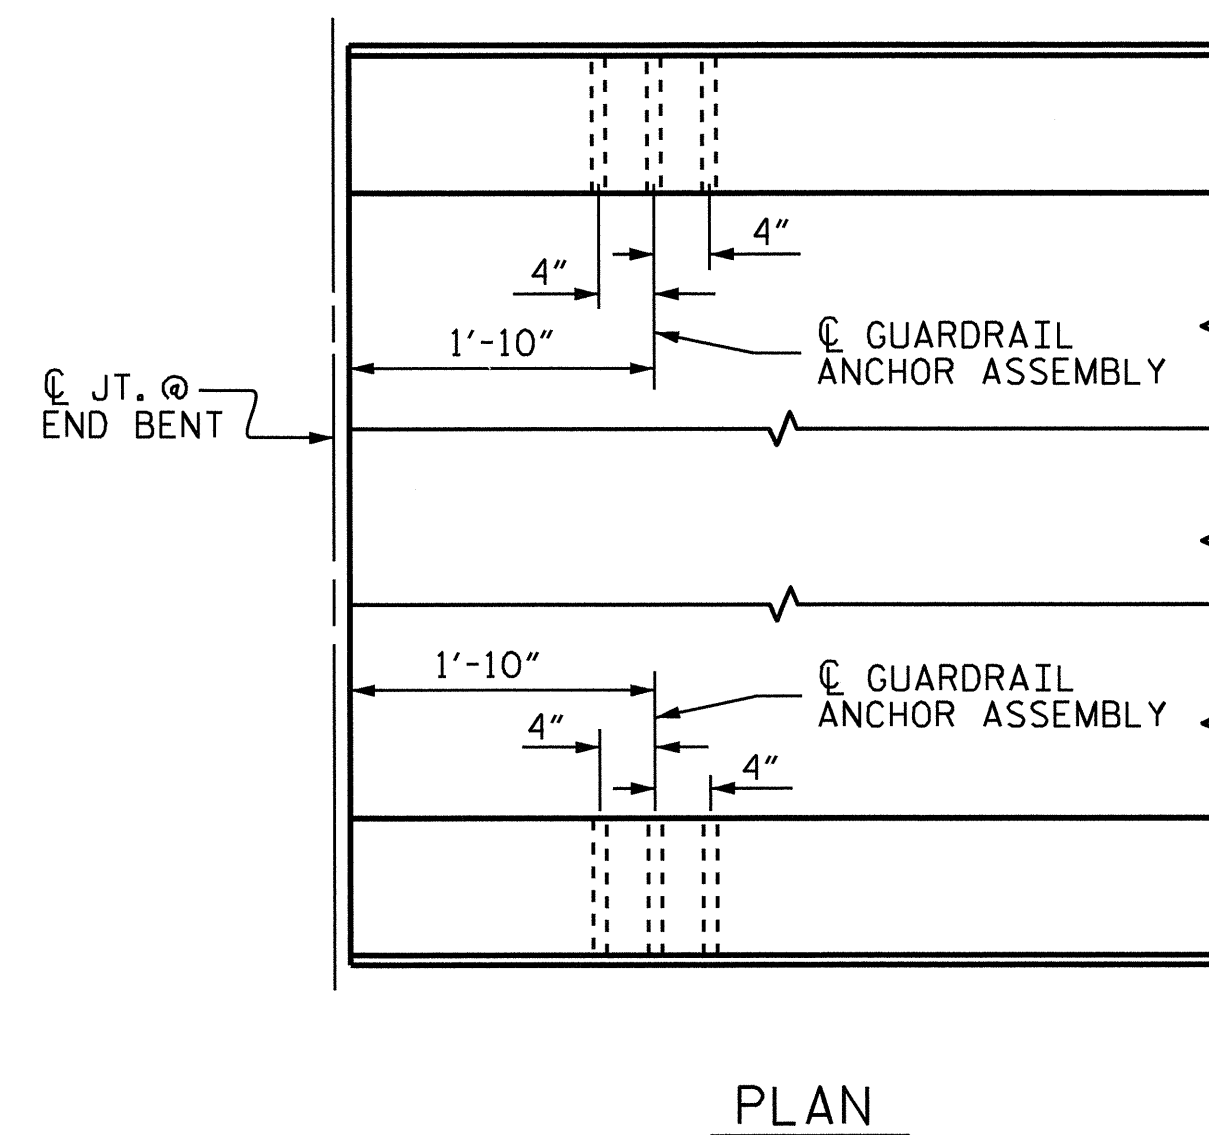 4"
4"
1'-10"
℄ GUARDRAIL
ANCHOR ASSEMBLY
℄ JT. @
END BENT
1'-10"
℄ GUARDRAIL
ANCHOR ASSEMBLY
4"
4"
PLAN